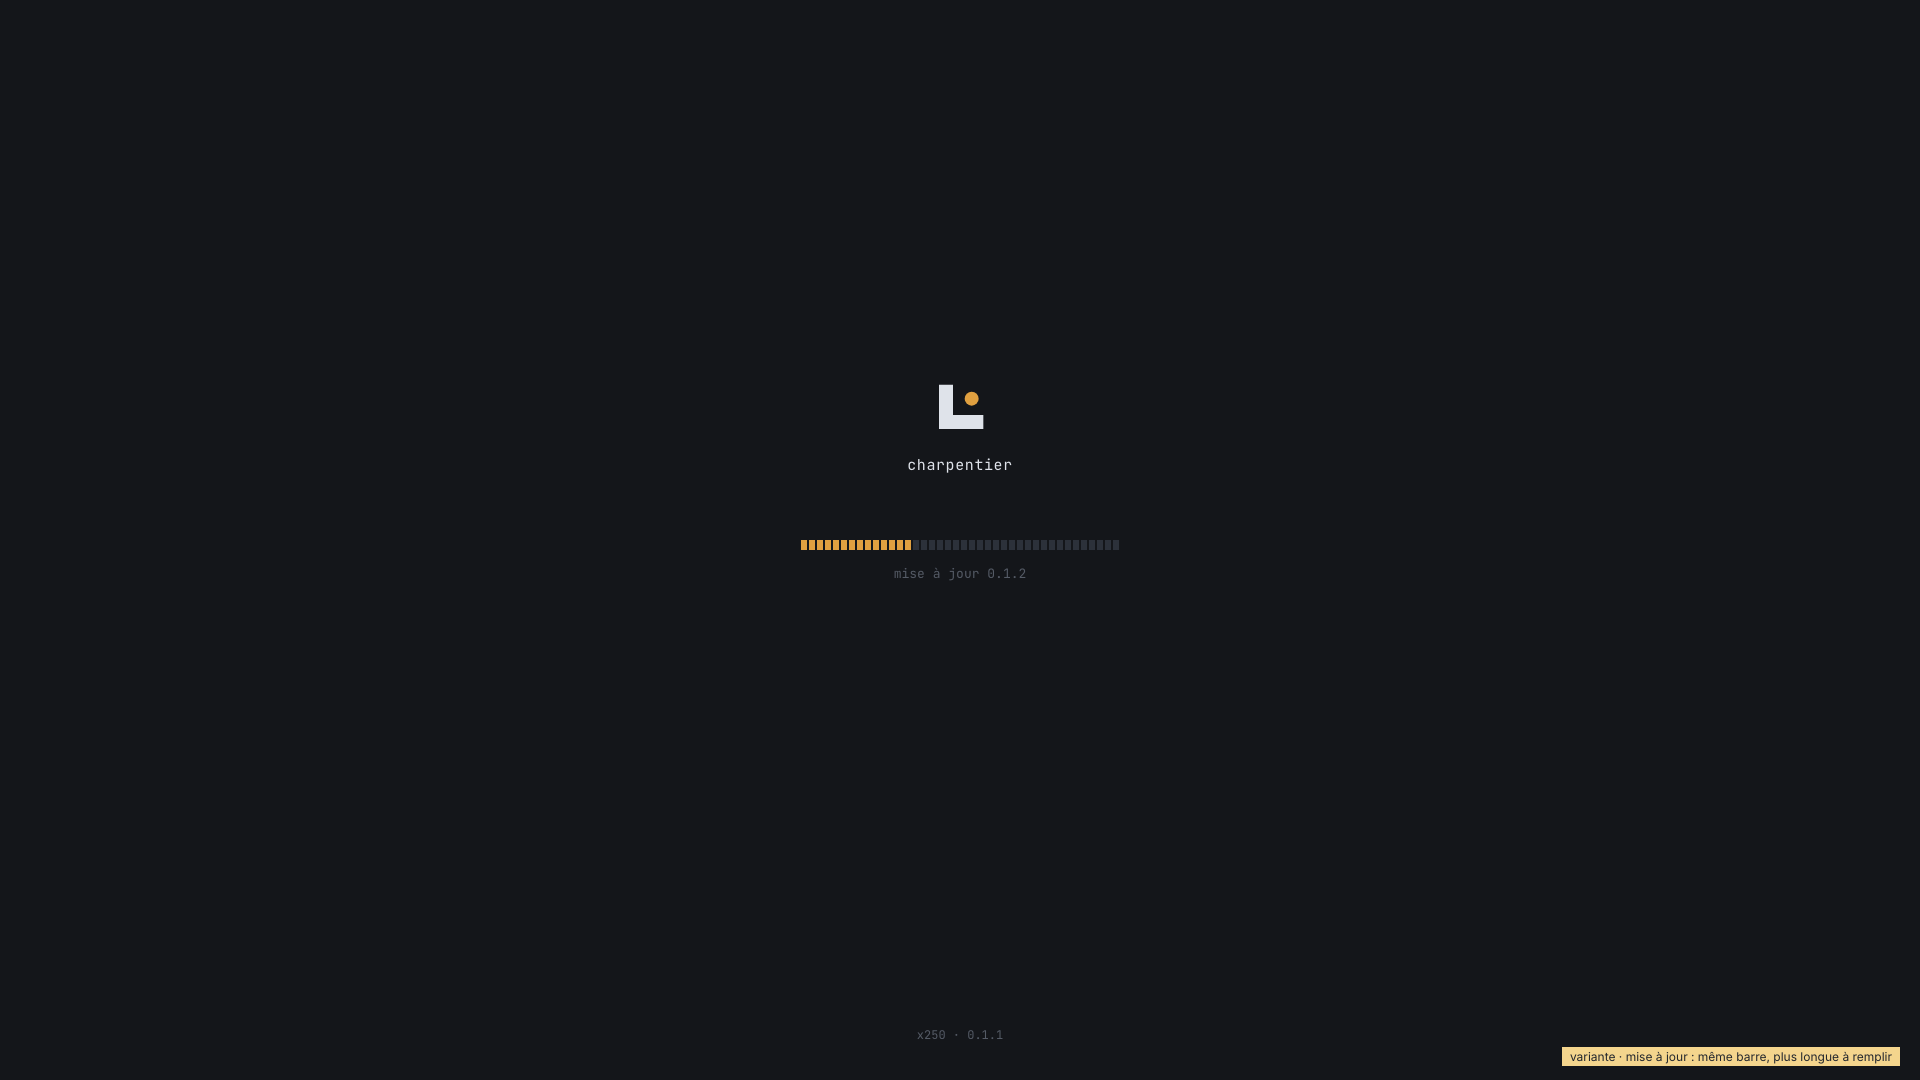 charpentier
mise à jour 0.1.2
x250 · 0.1.1
variante · mise à jour : même barre, plus longue à remplir